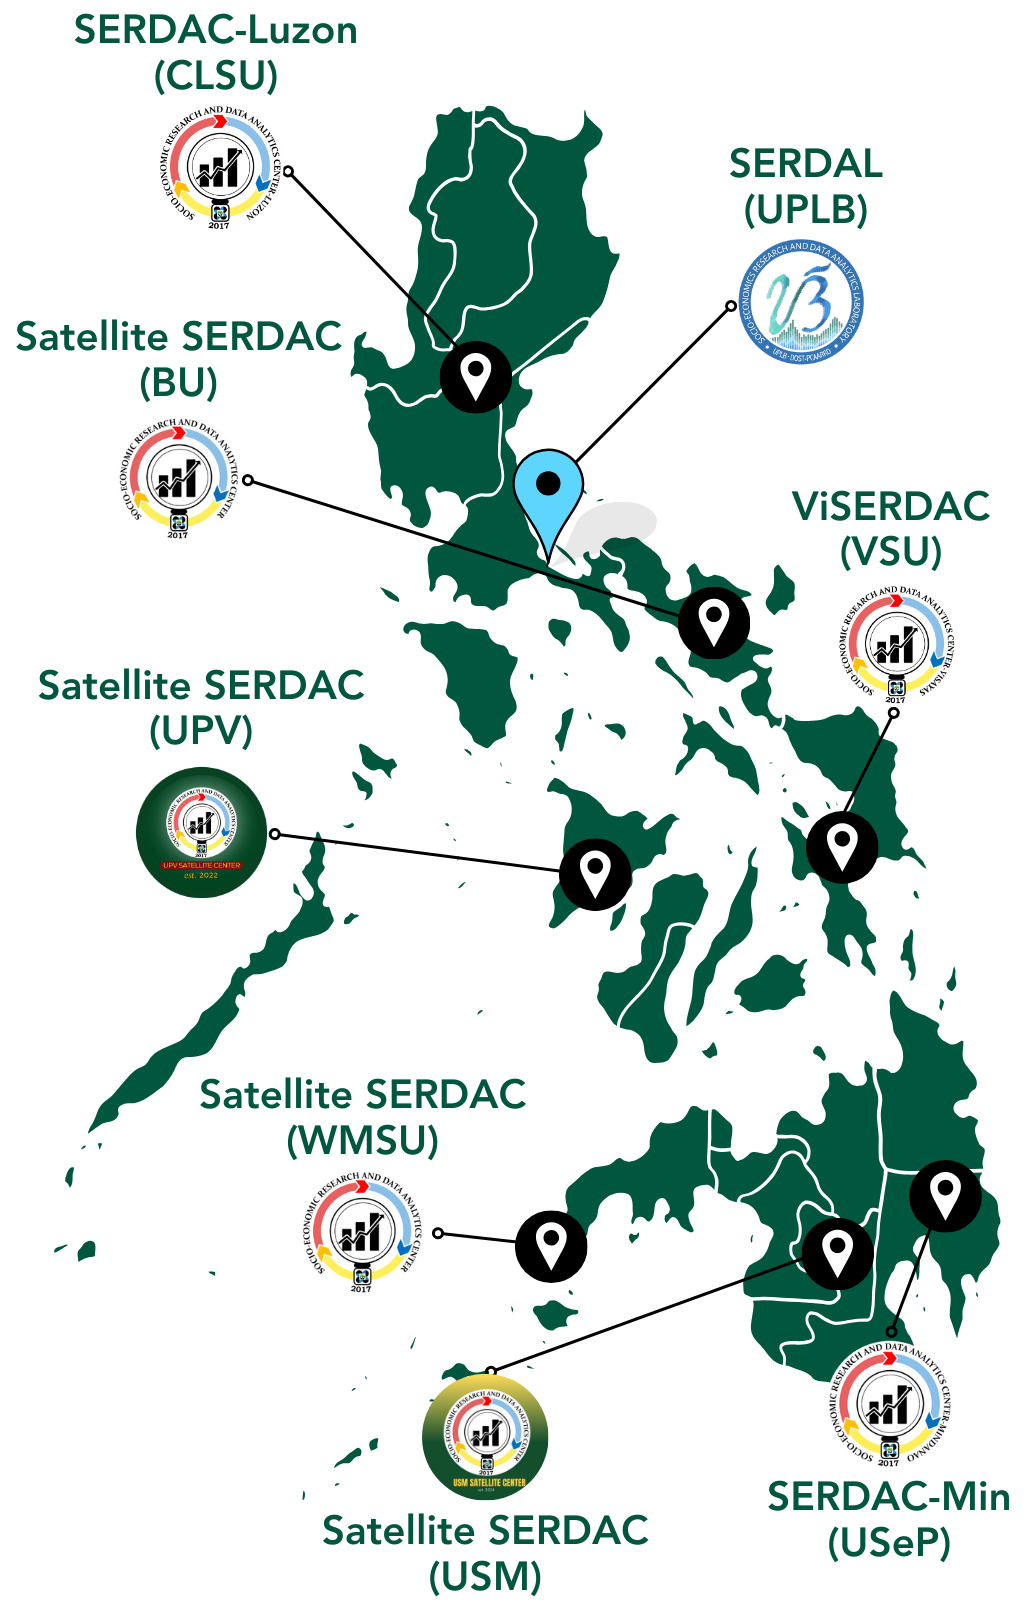 SERDAC-Luzon
(CLSU)
SOCIO-ECONOMIC RESEARCH AND DATA ANALYTICS CENTER-LUZON
2017
SERDAL
(UPLB)
SOCIO-ECONOMICS RESEARCH AND DATA ANALYTICS LABORATORY
UPLB - DOST-PCAARRD
Satellite SERDAC
(BU)
SOCIO-ECONOMIC RESEARCH AND DATA ANALYTICS CENTER
2017
ViSERDAC
(VSU)
SOCIO-ECONOMIC RESEARCH AND DATA ANALYTICS CENTER-VISAYAS
2017
Satellite SERDAC
(UPV)
SOCIO-ECONOMIC RESEARCH AND DATA ANALYTICS CENTER
2017
UPV SATELLITE CENTER
est. 2022
Satellite SERDAC
(WMSU)
SOCIO-ECONOMIC RESEARCH AND DATA ANALYTICS CENTER
2017
SOCIO-ECONOMIC RESEARCH AND DATA ANALYTICS CENTER
2017
USM SATELLITE CENTER
Satellite SERDAC
(USM)
SOCIO-ECONOMIC RESEARCH AND DATA ANALYTICS CENTER-MINDANAO
2017
SERDAC-Min
(USeP)